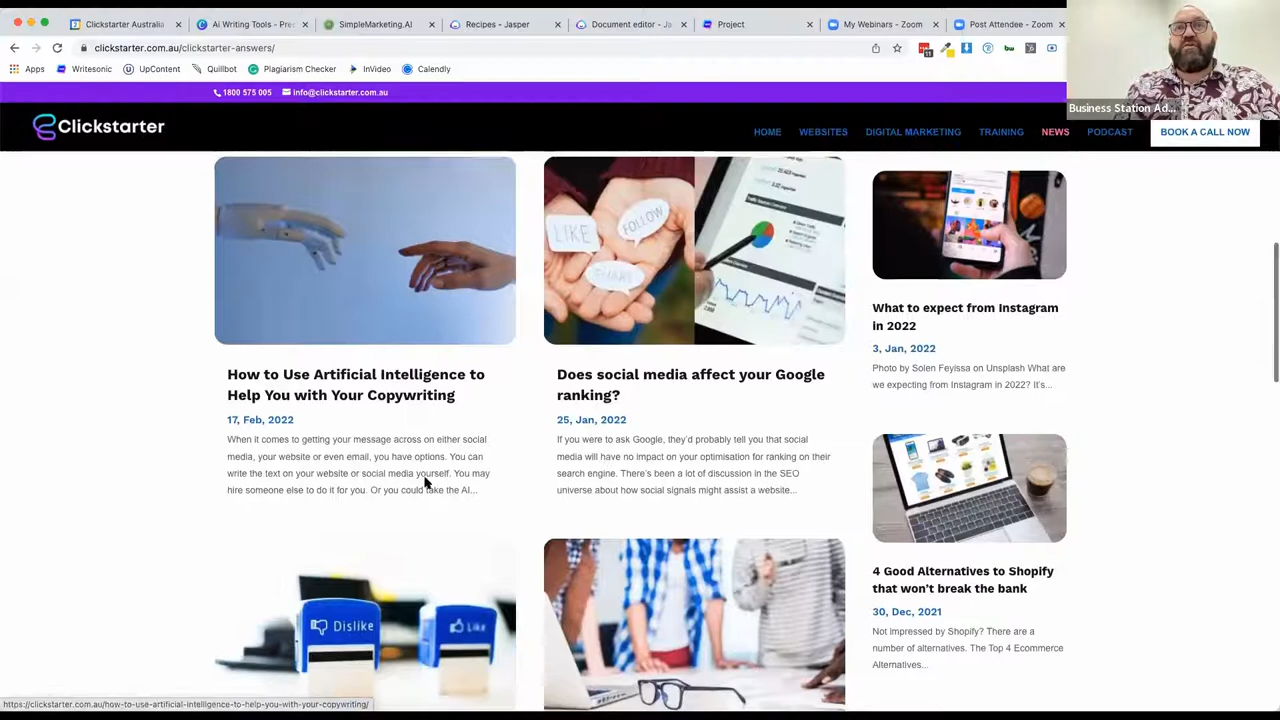 Clickstarter Australia
Ai Writing Tools - Pre
SimpleMarketing.AI
Recipes - Jasper
Document editor - Ja
Project
My Webinars - Zoom
Post Attendee - Zoom
clickstarter.com.au/clickstarter-answers/
Apps
Writesonic
UpContent
Quillbot
Plagiarism Checker
InVideo
Calendly
Business Station Ad...
1800 575 005
info@clickstarter.com.au
Clickstarter
HOME
WEBSITES
DIGITAL MARKETING
TRAINING
NEWS
PODCAST
BOOK A CALL NOW
LIKE
FOLLOW
How to Use Artificial Intelligence to
Help You with Your Copywriting
17, Feb, 2022
When it comes to getting your message across on either social
media, your website or even email, you have options. You can
write the text on your website or social media yourself. You may
hire someone else to do it for you. Or you could take the AI...
Does social media affect your Google
ranking?
25, Jan, 2022
If you were to ask Google, they'd probably tell you that social
media will have no impact on your optimisation for ranking on their
search engine. There's been a lot of discussion in the SEO
universe about how social signals might assist a website...
What to expect from Instagram
in 2022
3, Jan, 2022
Photo by Solen Feyissa on Unsplash What are
we expecting from Instagram in 2022? It's...
4 Good Alternatives to Shopify
that won't break the bank
30, Dec, 2021
Not impressed by Shopify? There are a
number of alternatives. The Top 4 Ecommerce
Alternatives...
Dislike
Like
https://clickstarter.com.au/how-to-use-artificial-intelligence-to-help-you-with-your-copywriting/